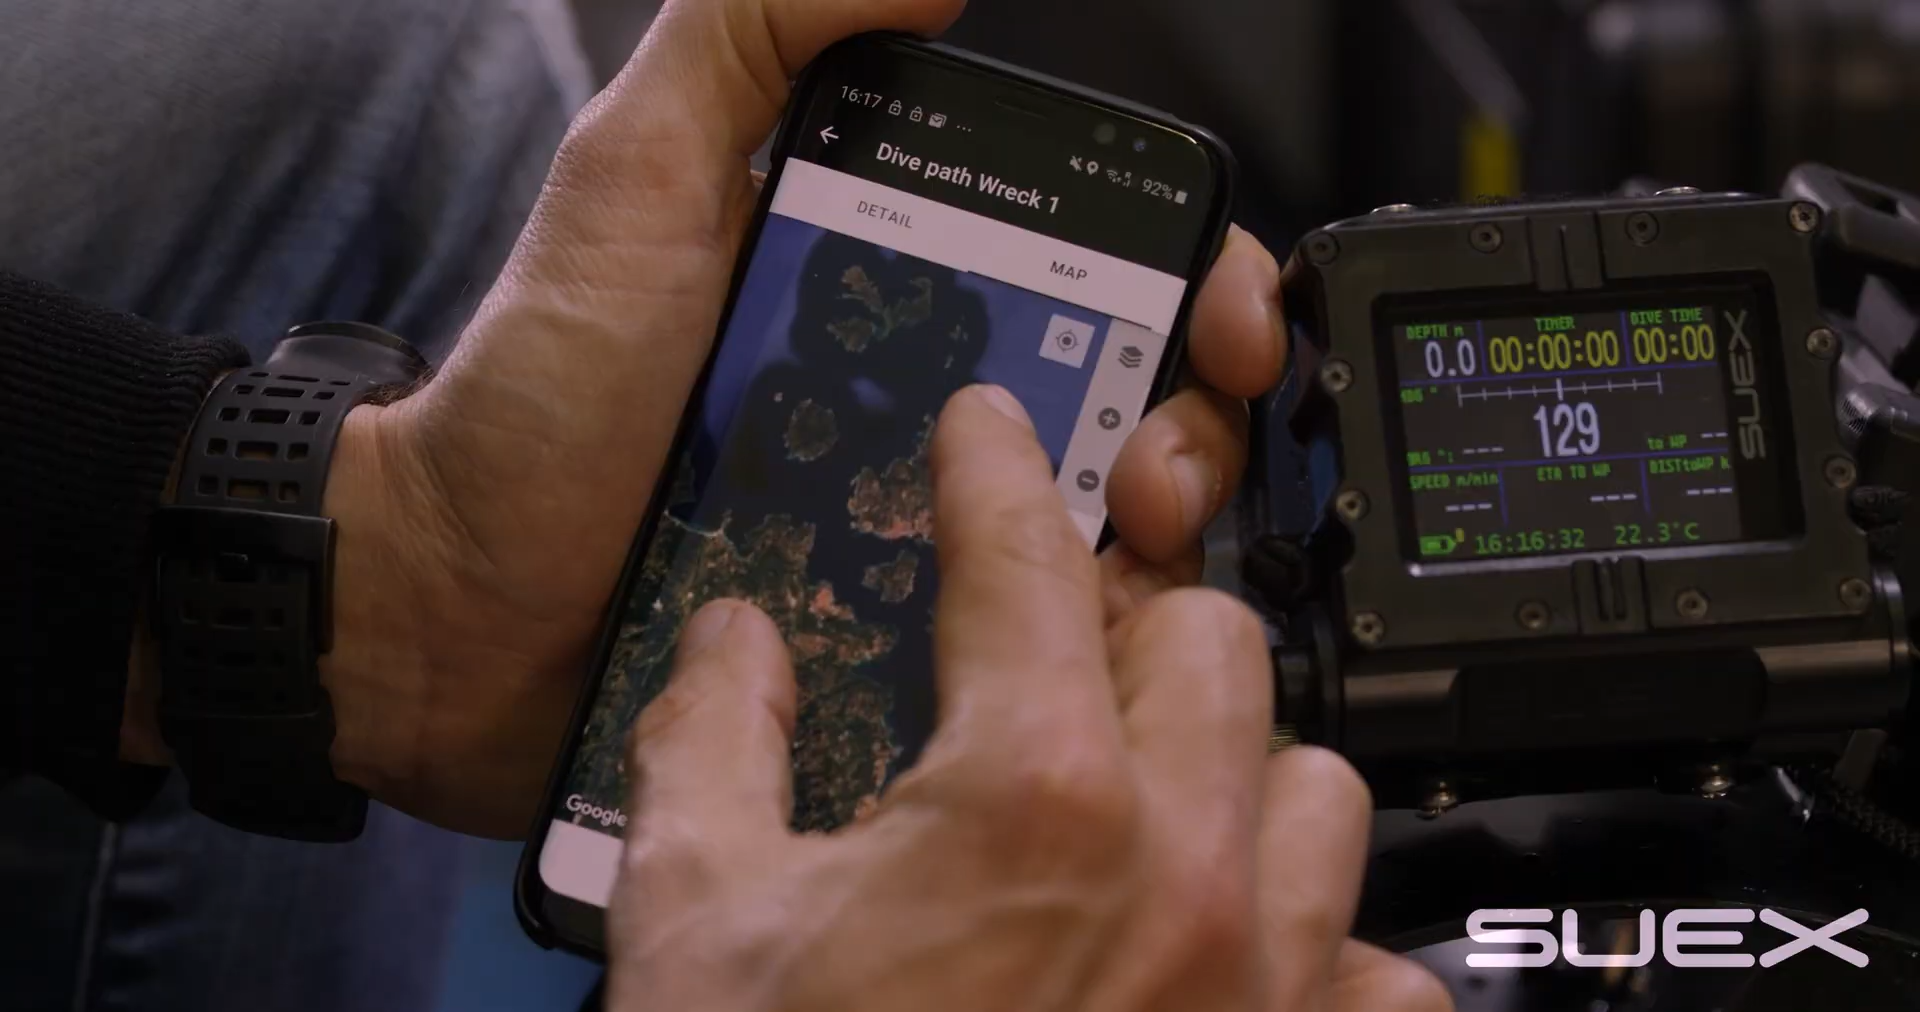 16:17 ...
92%
Dive path Wreck 1
DETAIL
MAP
Google
DEPTH m
TIMER
DIVE TIME
0.0
00:00:00
00:00
129
to WP --
---
SPEED m/min
ETA TO WP
DISTtoWP
---
---
---
16:16:32
22.3°C
SUEX
SUEX